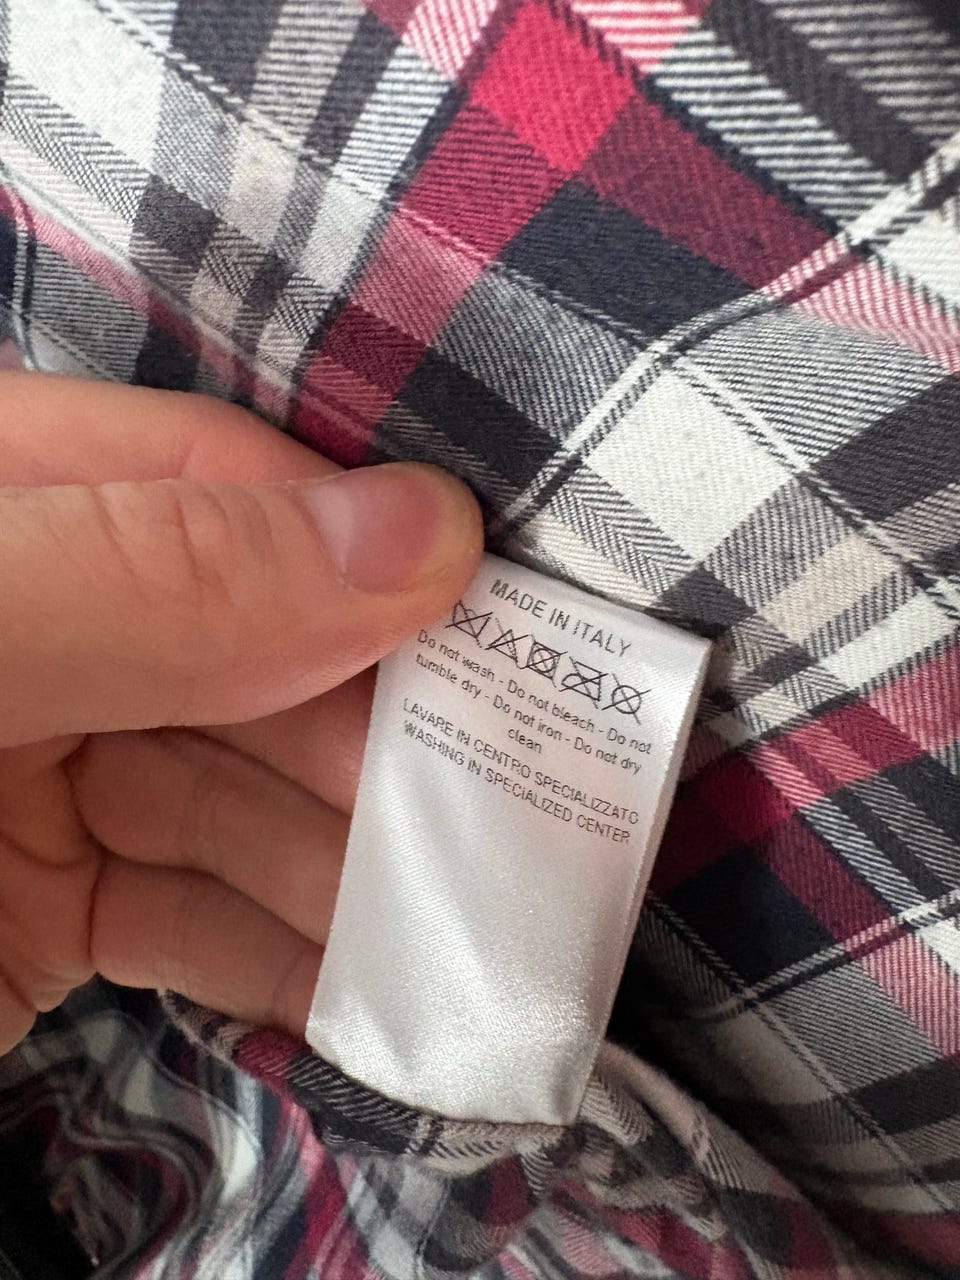 MADE IN ITALY
Do not wash - Do not bleach - Do not
tumble dry - Do not iron - Do not dry
clean
LAVARE IN CENTRO SPECIALIZZATO
WASHING IN SPECIALIZED CENTER